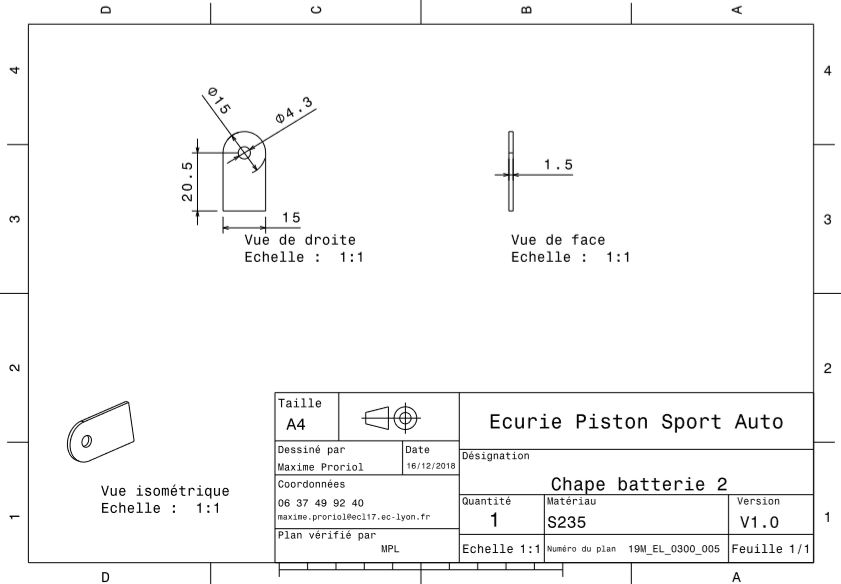 D C B A
4 4
Φ15
Φ4.3
20.5
15
1.5
3 3
Vue de droite
Echelle : 1:1
Vue de face
Echelle : 1:1
2 2
Vue isométrique
Echelle : 1:1
1 1
Taille
A4
Ecurie Piston Sport Auto
Dessiné par
Maxime Proriol
Date
16/12/2018
Désignation
Chape batterie 2
Coordonnées
06 37 49 92 40
maxime.proriol@ecl17.ec-lyon.fr
Quantité
1
Matériau
S235
Version
V1.0
Plan vérifié par
MPL
Echelle 1:1
Numéro du plan 19M_EL_0300_005
Feuille 1/1
D A